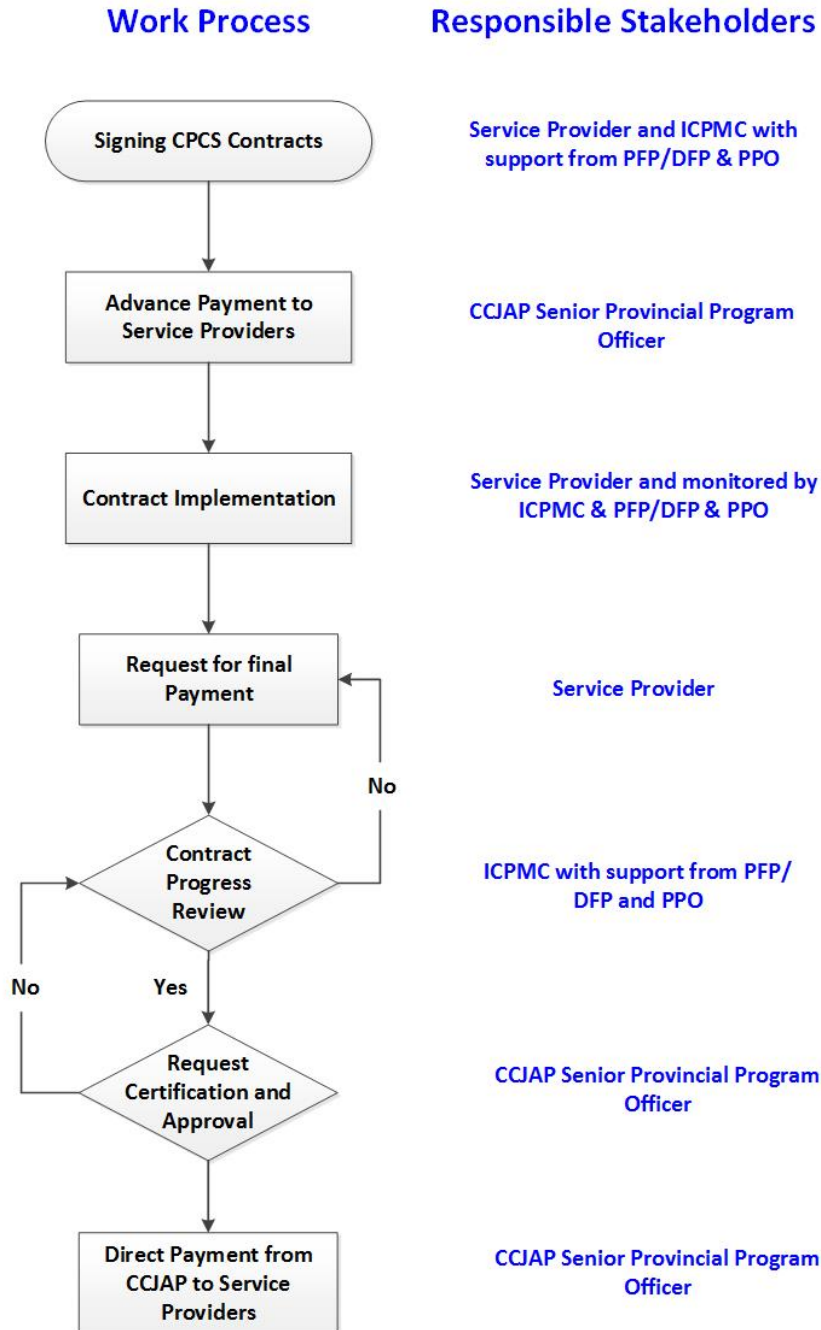 Work Process
Responsible Stakeholders
Signing CPCS Contracts
Service Provider and ICPMC with
support from PFP/DFP & PPO
Advance Payment to
Service Providers
CCJAP Senior Provincial Program
Officer
Contract Implementation
Service Provider and monitored by
ICPMC & PFP/DFP & PPO
Request for final
Payment
Service Provider
No
Contract
Progress
Review
ICPMC with support from PFP/
DFP and PPO
No
Yes
Request
Certification and
Approval
CCJAP Senior Provincial Program
Officer
Direct Payment from
CCJAP to Service
Providers
CCJAP Senior Provincial Program
Officer